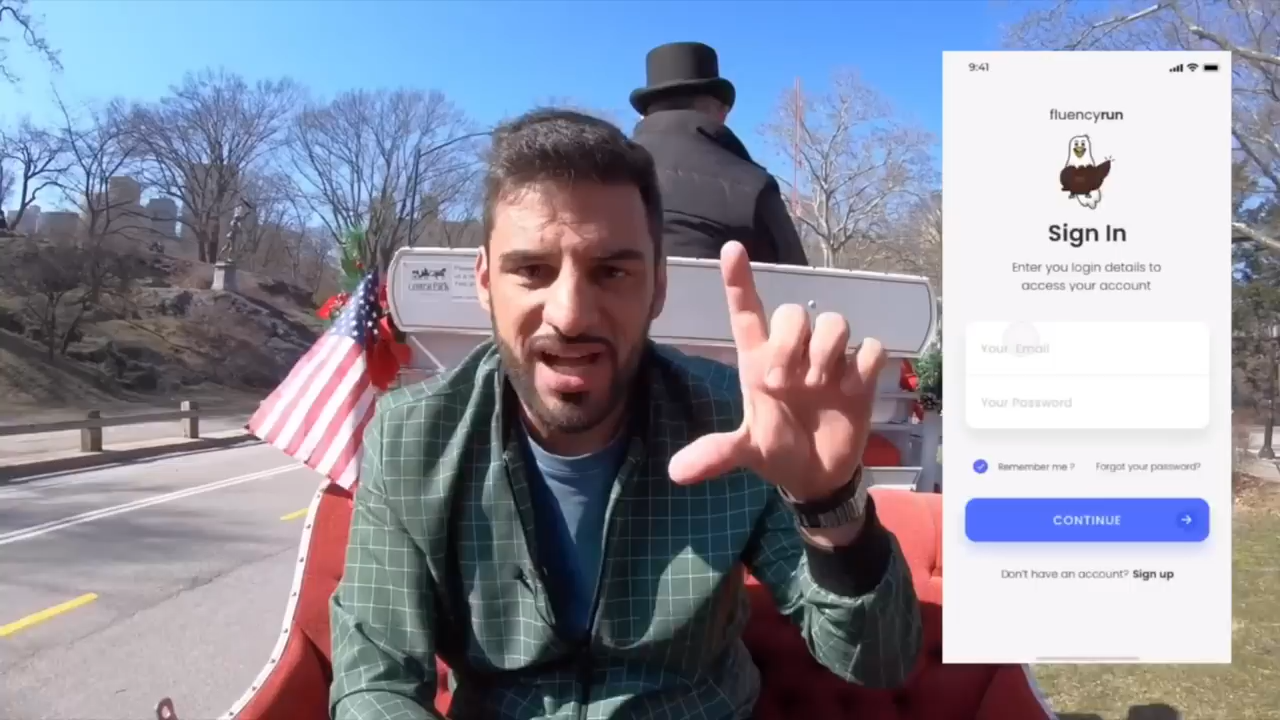 9:41
fluencyrun
Sign In
Enter you login details to
access your account
Your Email
Your Password
Remember me ?
Forgot your password?
CONTINUE
Don't have an account? Sign up